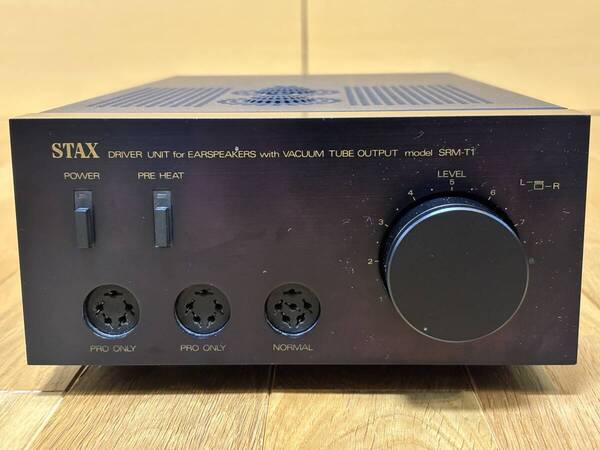 STAX DRIVER UNIT for EARSPEAKERS with VACUUM TUBE OUTPUT model SRM-T1
POWER PRE HEAT LEVEL
L R
1 2 3 4 5 6 7 8
PRO ONLY PRO ONLY NORMAL